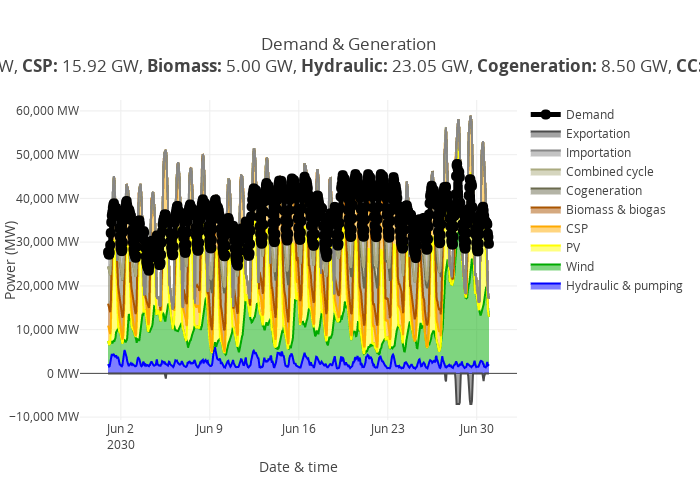 Demand & Generation
W, CSP: 15.92 GW, Biomass: 5.00 GW, Hydraulic: 23.05 GW, Cogeneration: 8.50 GW, CC:
60,000 MW
50,000 MW
40,000 MW
30,000 MW
20,000 MW
10,000 MW
0 MW
−10,000 MW
Power (MW)
Jun 2
2030
Jun 9
Jun 16
Jun 23
Jun 30
Date & time
Demand
Exportation
Importation
Combined cycle
Cogeneration
Biomass & biogas
CSP
PV
Wind
Hydraulic & pumping